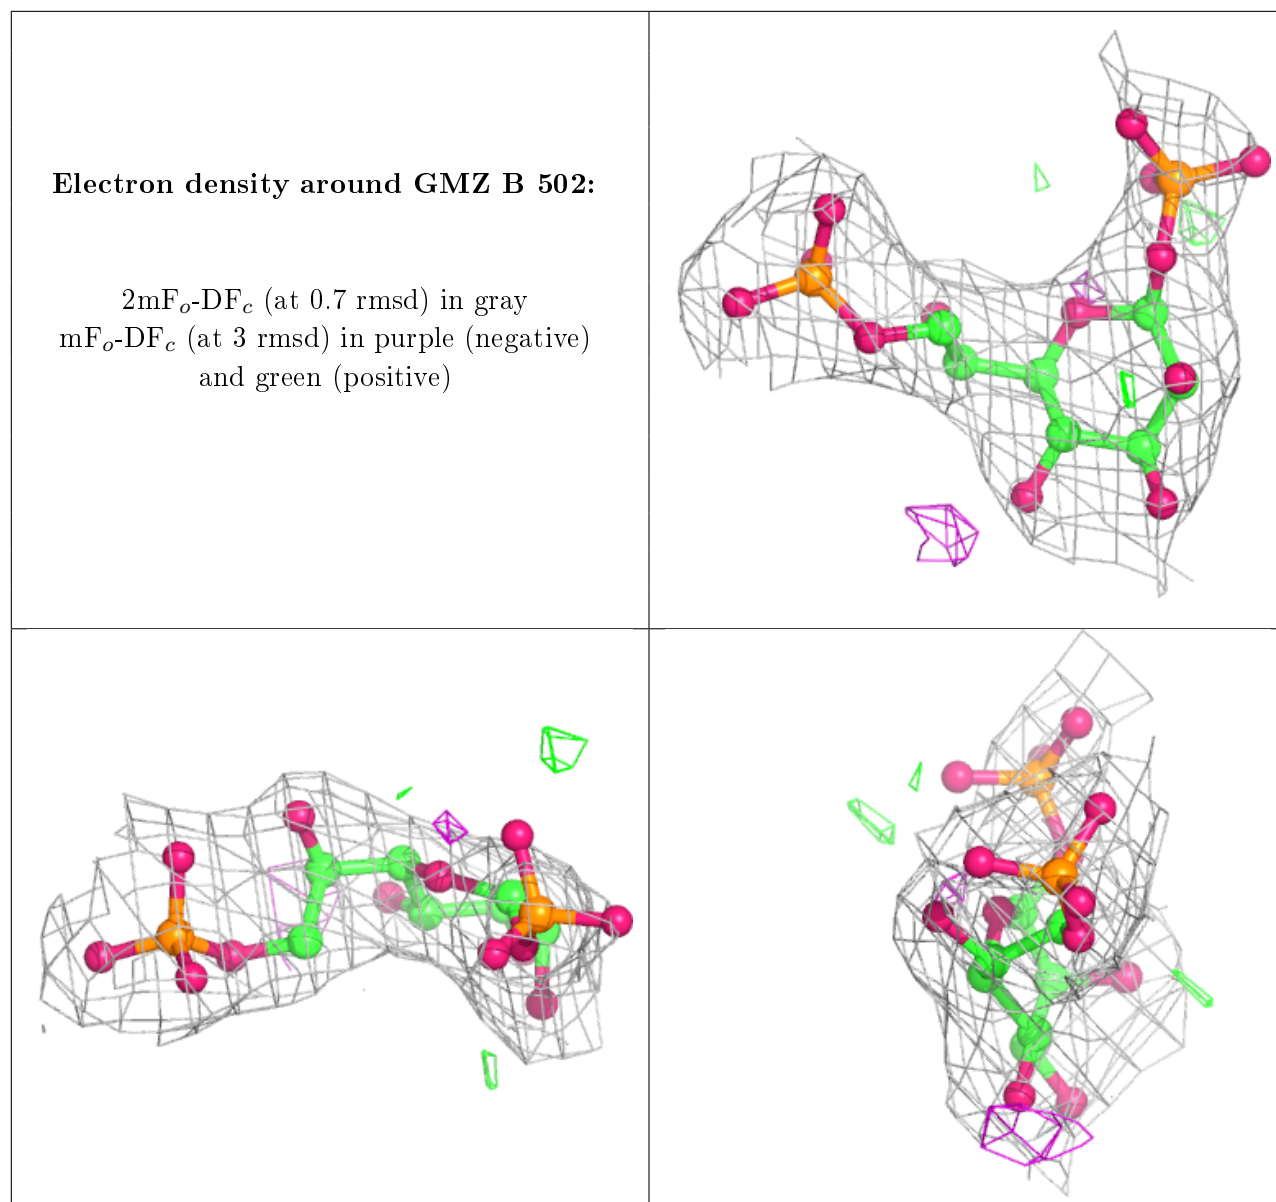 Electron density around GMZ B 502:
2mFo-DFc (at 0.7 rmsd) in gray
mFo-DFc (at 3 rmsd) in purple (negative)
and green (positive)